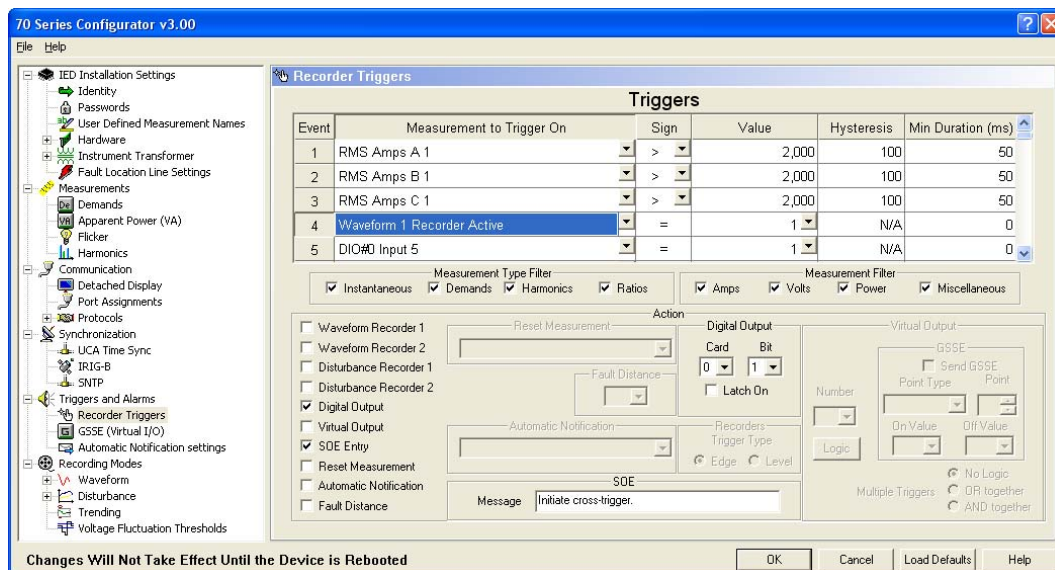 70 Series Configurator v3.00
File Help
IED Installation Settings
Identity
Passwords
User Defined Measurement Names
Hardware
Instrument Transformer
Fault Location Line Settings
Measurements
Demands
Apparent Power (VA)
Flicker
Harmonics
Communication
Detached Display
Port Assignments
Protocols
Synchronization
UCA Time Sync
IRIG-B
SNTP
Triggers and Alarms
Recorder Triggers
GSSE (Virtual I/O)
Automatic Notification settings
Recording Modes
Waveform
Disturbance
Trending
Voltage Fluctuation Thresholds
Recorder Triggers
Triggers
Event Measurement to Trigger On Sign Value Hysteresis Min Duration (ms)
1 RMS Amps A 1 > 2,000 100 50
2 RMS Amps B 1 > 2,000 100 50
3 RMS Amps C 1 > 2,000 100 50
4 Waveform 1 Recorder Active = 1 N/A 0
5 DIO#0 Input 5 = 1 N/A 0
Measurement Type Filter
Instantaneous Demands Harmonics Ratios
Measurement Filter
Amps Volts Power Miscellaneous
Action
Waveform Recorder 1
Waveform Recorder 2
Disturbance Recorder 1
Disturbance Recorder 2
Digital Output
Virtual Output
SOE Entry
Reset Measurement
Automatic Notification
Fault Distance
Reset Measurement
Fault Distance
Automatic Notification
Digital Output
Card Bit
0 1
Latch On
Recorders
Trigger Type
Edge Level
SOE
Message Initiate cross-trigger.
Virtual Output
GSSE
Send GSSE
Number
Point Type Point
On Value Off Value
Logic
Multiple Triggers
No Logic
OR together
AND together
Changes Will Not Take Effect Until the Device is Rebooted
OK Cancel Load Defaults Help